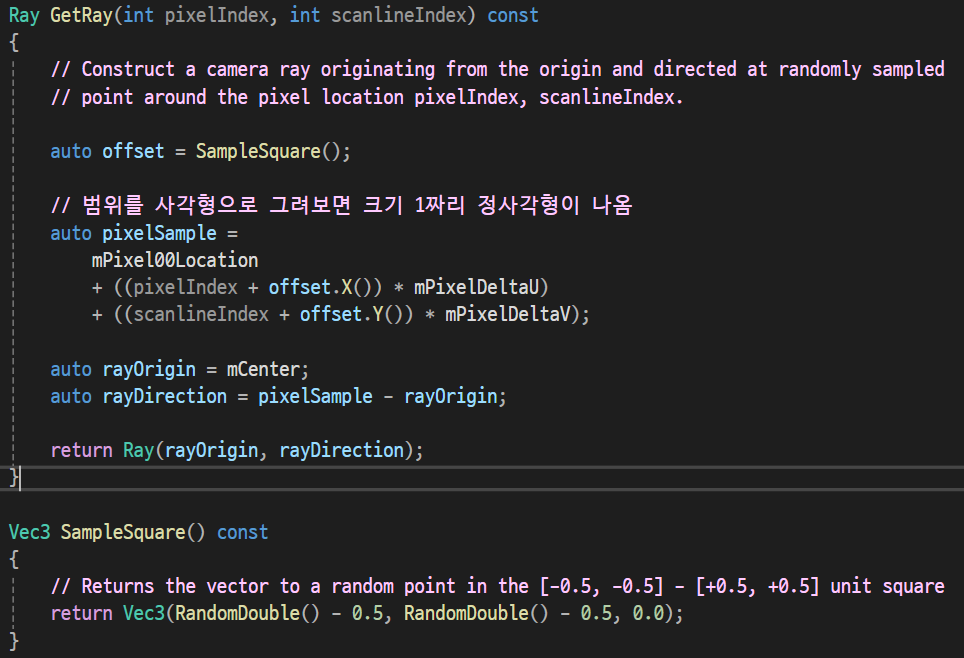 Ray GetRay(int pixelIndex, int scanlineIndex) const
{
    // Construct a camera ray originating from the origin and directed at randomly sampled
    // point around the pixel location pixelIndex, scanlineIndex.

    auto offset = SampleSquare();

    // 범위를 사각형으로 그려보면 크기 1짜리 정사각형이 나옴
    auto pixelSample =
        mPixel00Location
        + ((pixelIndex + offset.X()) * mPixelDeltaU)
        + ((scanlineIndex + offset.Y()) * mPixelDeltaV);

    auto rayOrigin = mCenter;
    auto rayDirection = pixelSample - rayOrigin;

    return Ray(rayOrigin, rayDirection);
}

Vec3 SampleSquare() const
{
    // Returns the vector to a random point in the [-0.5, -0.5] - [+0.5, +0.5] unit square
    return Vec3(RandomDouble() - 0.5, RandomDouble() - 0.5, 0.0);
}